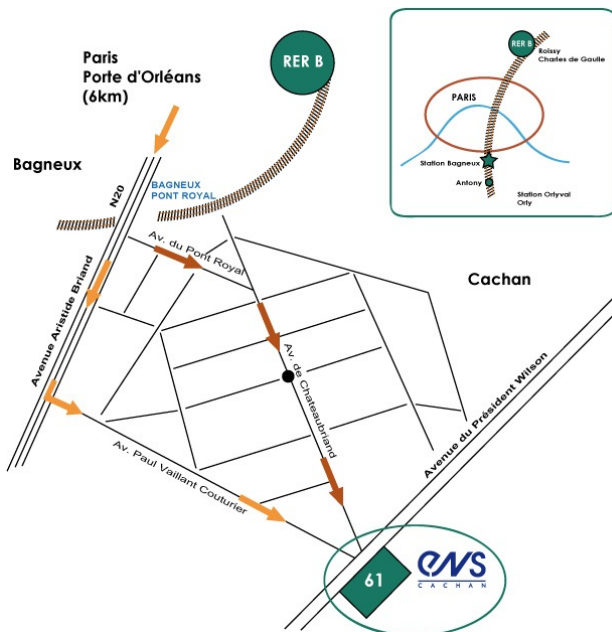 Paris
Porte d'Orléans
(6km)
RER B
RER B
Roissy
Charles de Gaulle
PARIS
Station Bagneux
Antony
Station Orlyval
Orly
Bagneux
N20
BAGNEUX
PONT ROYAL
Av. du Pont Royal
Cachan
Avenue Aristide Briand
Av. de Chateaubriand
Avenue du Président Wilson
Av. Paul Vaillant Couturier
61
ens
CACHAN